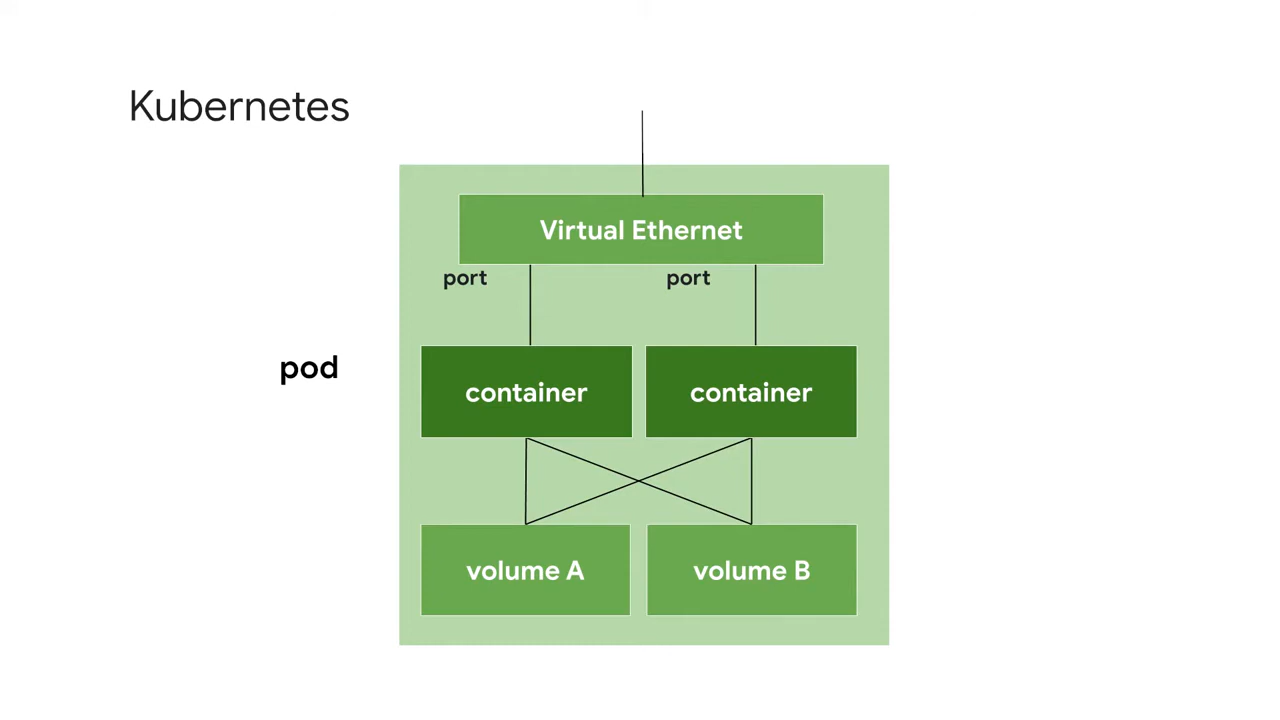 Kubernetes
Virtual Ethernet
port
port
pod
container
container
volume A
volume B